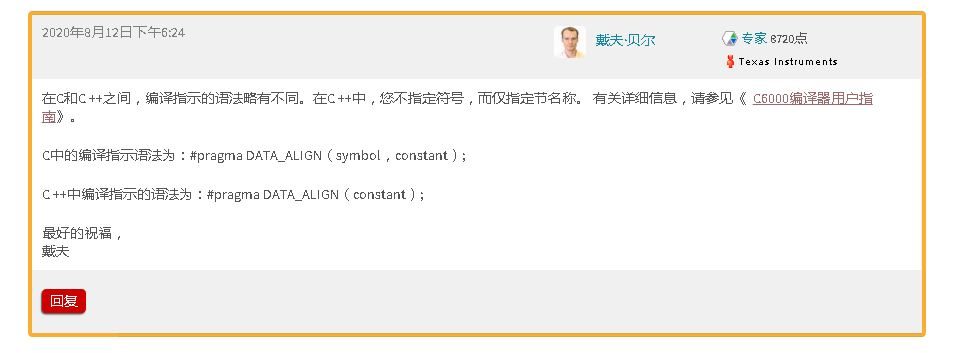 2020年8月12日下午6:24
戴夫·贝尔
专家 8720点
Texas Instruments
在C和C ++之间，编译指示的语法略有不同。在C ++中，您不指定符号，而仅指定节名称。 有关详细信息，请参见《 C6000编译器用户指
南》。
C中的编译指示语法为：#pragma DATA_ALIGN（symbol，constant）;
C ++中编译指示的语法为：#pragma DATA_ALIGN（constant）;
最好的祝福，
戴夫
回复